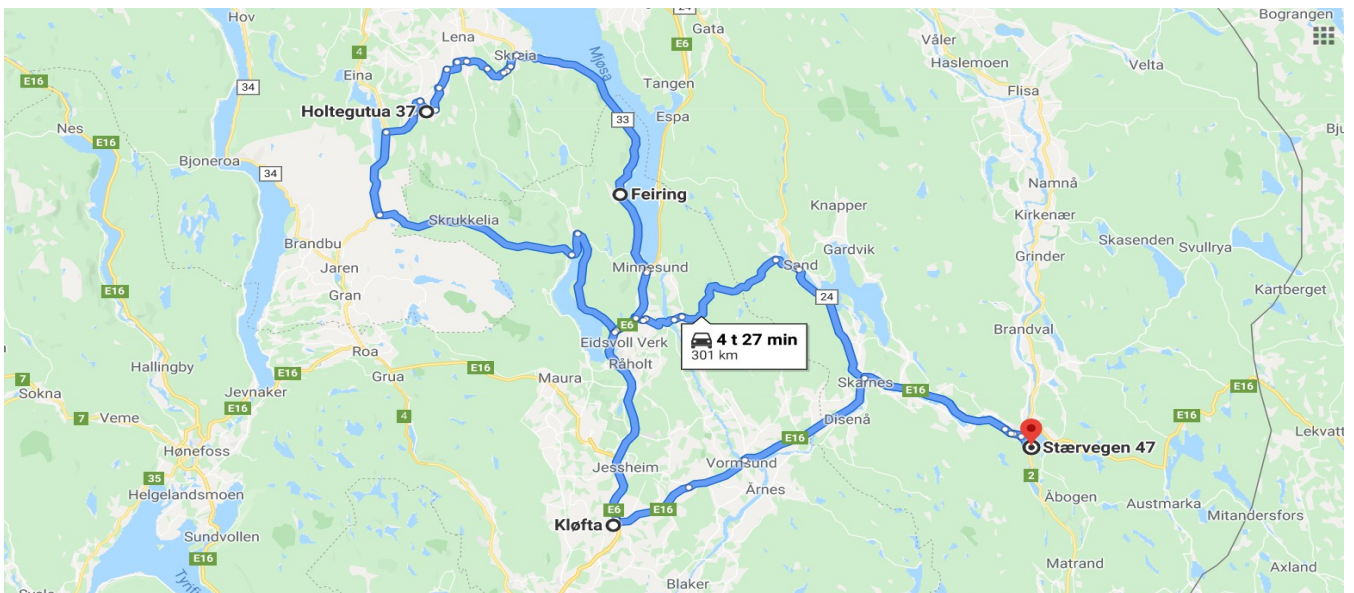 Hov
Lena
24
Gata
Bograngen
4
Skreia
E6
Våler
Haslemoen
Velta
E16
34
Eina
Mjøsa
Tangen
Flisa
Holtegutua 37
Espa
33
Nes
E16
Bjoneroa
34
Feiring
Namnå
Knapper
Kirkenær
Skrukkelia
Brandbu
Gardvik
Skasenden
Svullrya
Minnesund
Sand
Grinder
Jaren
Kartberget
Gran
24
E6
4 t 27 min
301 km
Brandval
Eidsvoll Verk
Roa
Råholt
Hallingby
E16
E16
Grua
Maura
Skarnes
E16
E16
7
Sokna
Jevnaker
E16
Veme
7
4
Disenå
E16
E16
Lekvatt
Hønefoss
Stærvegen 47
35
Jessheim
Vormsund
2
Helgelandsmoen
Årnes
Åbogen
Austmarka
Mitandersfors
E6
E16
Kløfta
Sundvollen
E16
Matrand
Axland
Blaker